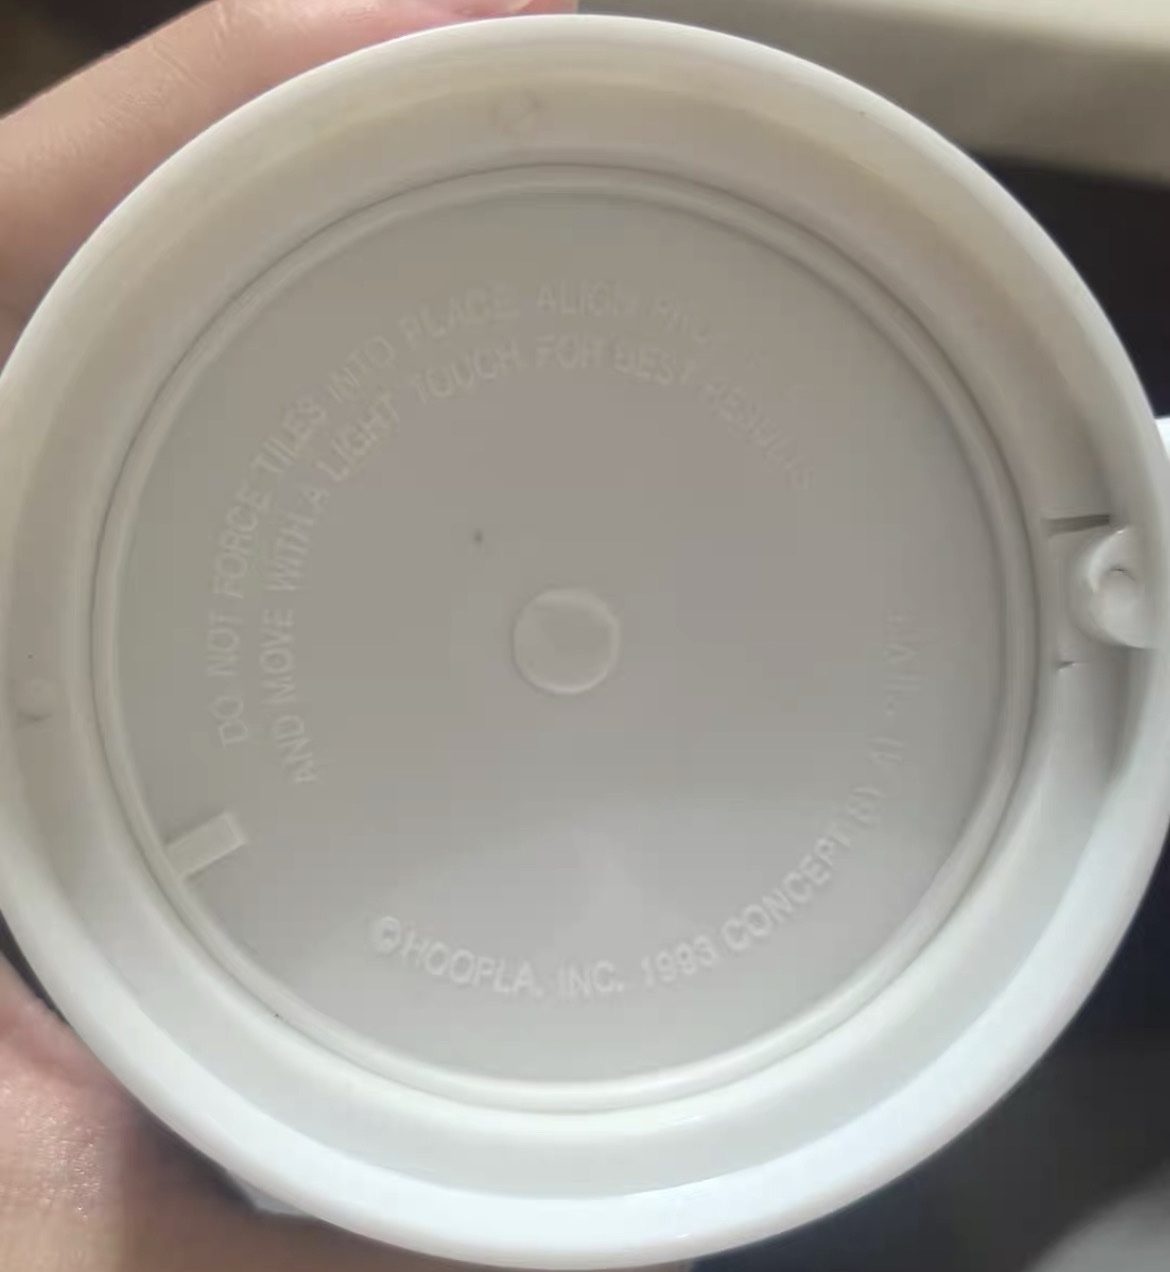 DO NOT FORCE TILES INTO PLACE ALIGN
AND MOVE WITH A LIGHT TOUCH FOR BEST RESULTS
©HOOPLA, INC. 1993 CONCEPT BY